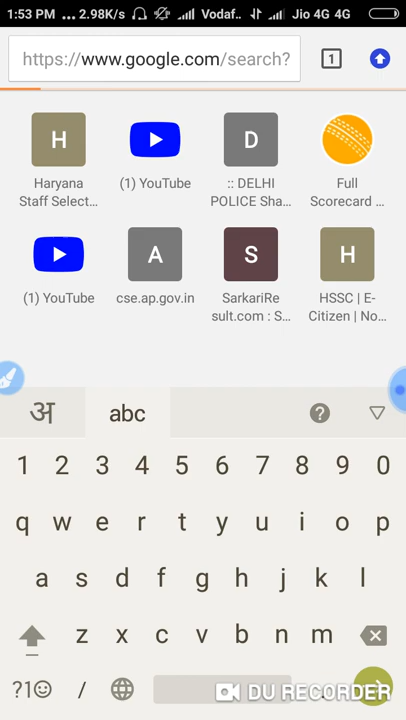 1:53 PM ... 2.98K/s Vodaf.. Jio 4G 4G
https://www.google.com/search? 1
H D
Haryana Staff Select... (1) YouTube :: DELHI POLICE Sha... Full Scorecard ...
A S H
(1) YouTube cse.ap.gov.in SarkariRe sult.com : S... HSSC | E- Citizen | No...
अ abc ?
1 2 3 4 5 6 7 8 9 0
q w e r t y u i o p
a s d f g h j k l
z x c v b n m
?1☺ / .
DU RECORDER